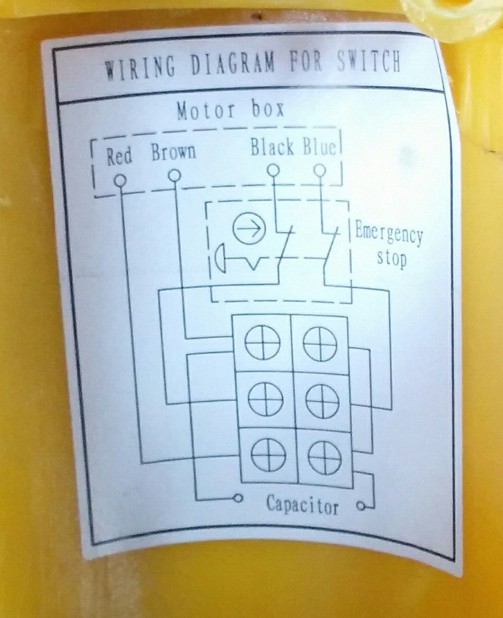 WIRING DIAGRAM FOR SWITCH
Motor box
Red Brown Black Blue
Emergency
stop
Capacitor